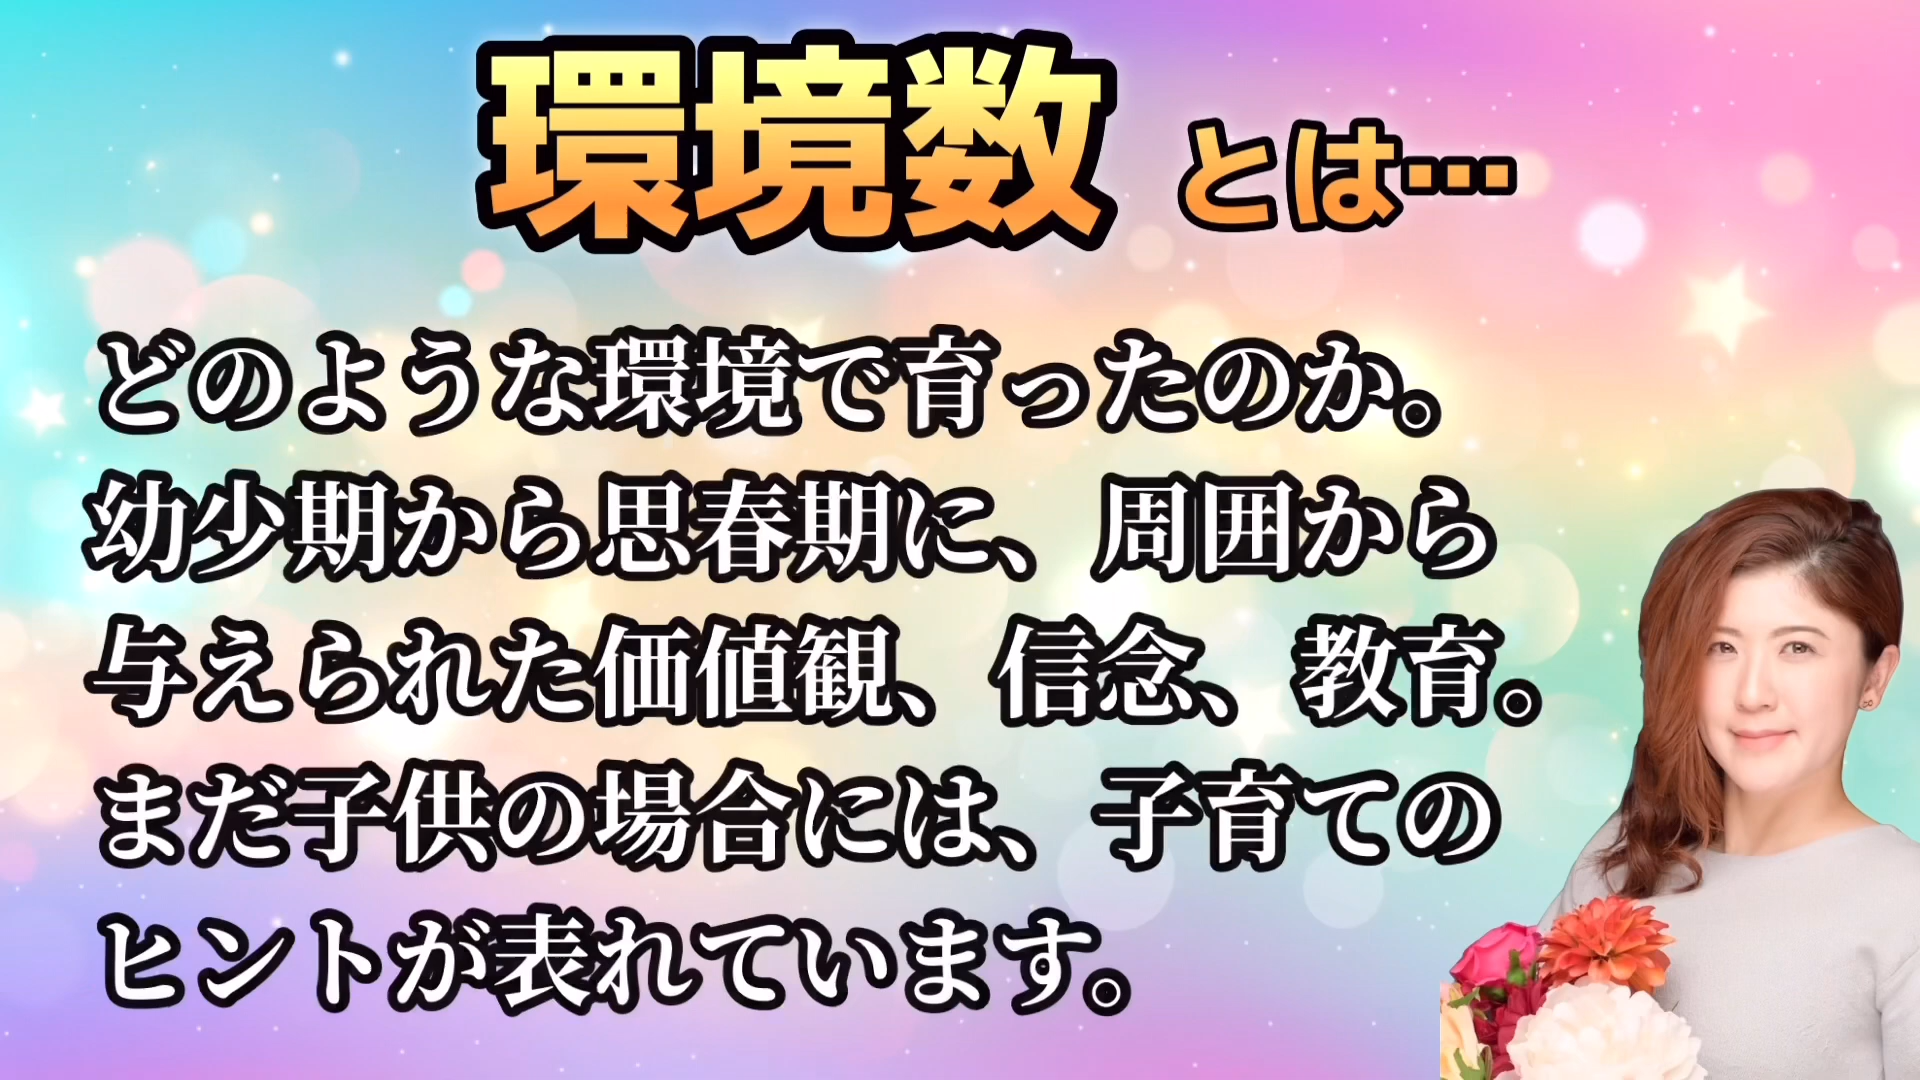 環境数 とは…
どのような環境で育ったのか。
幼少期から思春期に、周囲から
与えられた価値観、信念、教育。
まだ子供の場合には、子育ての
ヒントが表れています。